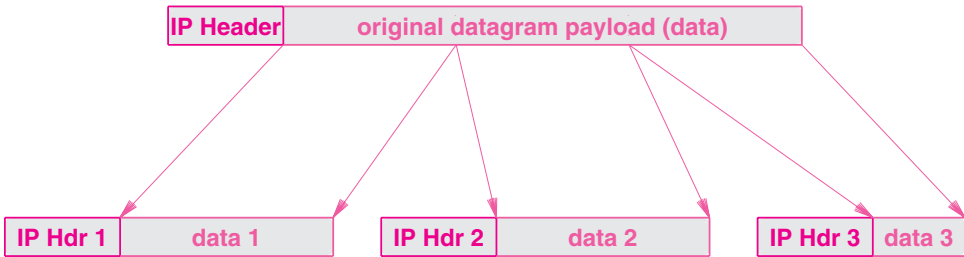 IP Header original datagram payload (data)
IP Hdr 1 data 1 IP Hdr 2 data 2 IP Hdr 3 data 3